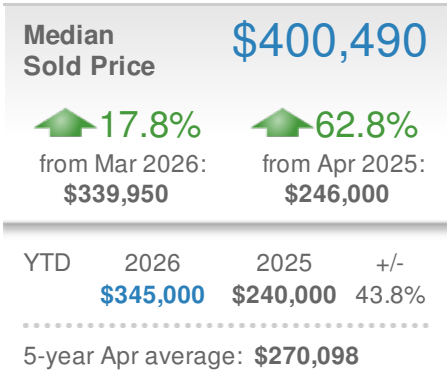 Median
Sold Price
$400,490
17.8%
62.8%
from Mar 2026:
from Apr 2025:
$339,950
$246,000
YTD 2026 2025 +/-
$345,000 $240,000 43.8%
5-year Apr average: $270,098